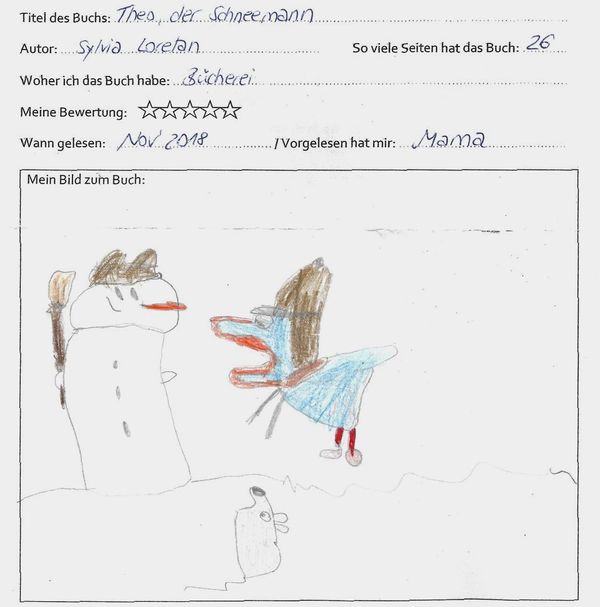 Titel des Buchs: Theo, der Schneemann
Autor: Sylvia Loretan So viele Seiten hat das Buch: 26
Woher ich das Buch habe: Bücherei
Meine Bewertung: ☆☆☆☆☆
Wann gelesen: Nov' 2018 / Vorgelesen hat mir: Mama
Mein Bild zum Buch: